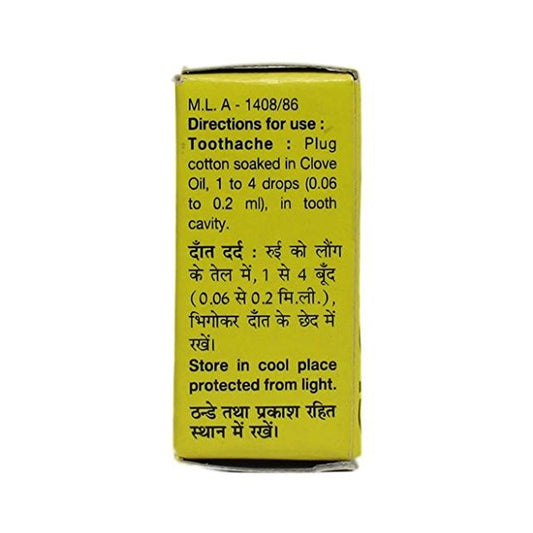 M.L. A - 1408/86
Directions for use :
Toothache : Plug
cotton soaked in Clove
Oil, 1 to 4 drops (0.06
to 0.2 ml), in tooth
cavity.
दाँत दर्द : रुई को लौंग
के तेल में, 1 से 4 बूँद
(0.06 से 0.2 मि.ली.),
भिगोकर दाँत के छेद में
रखें।
Store in cool place
protected from light.
ठन्डे तथा प्रकाश रहित
स्थान में रखें।